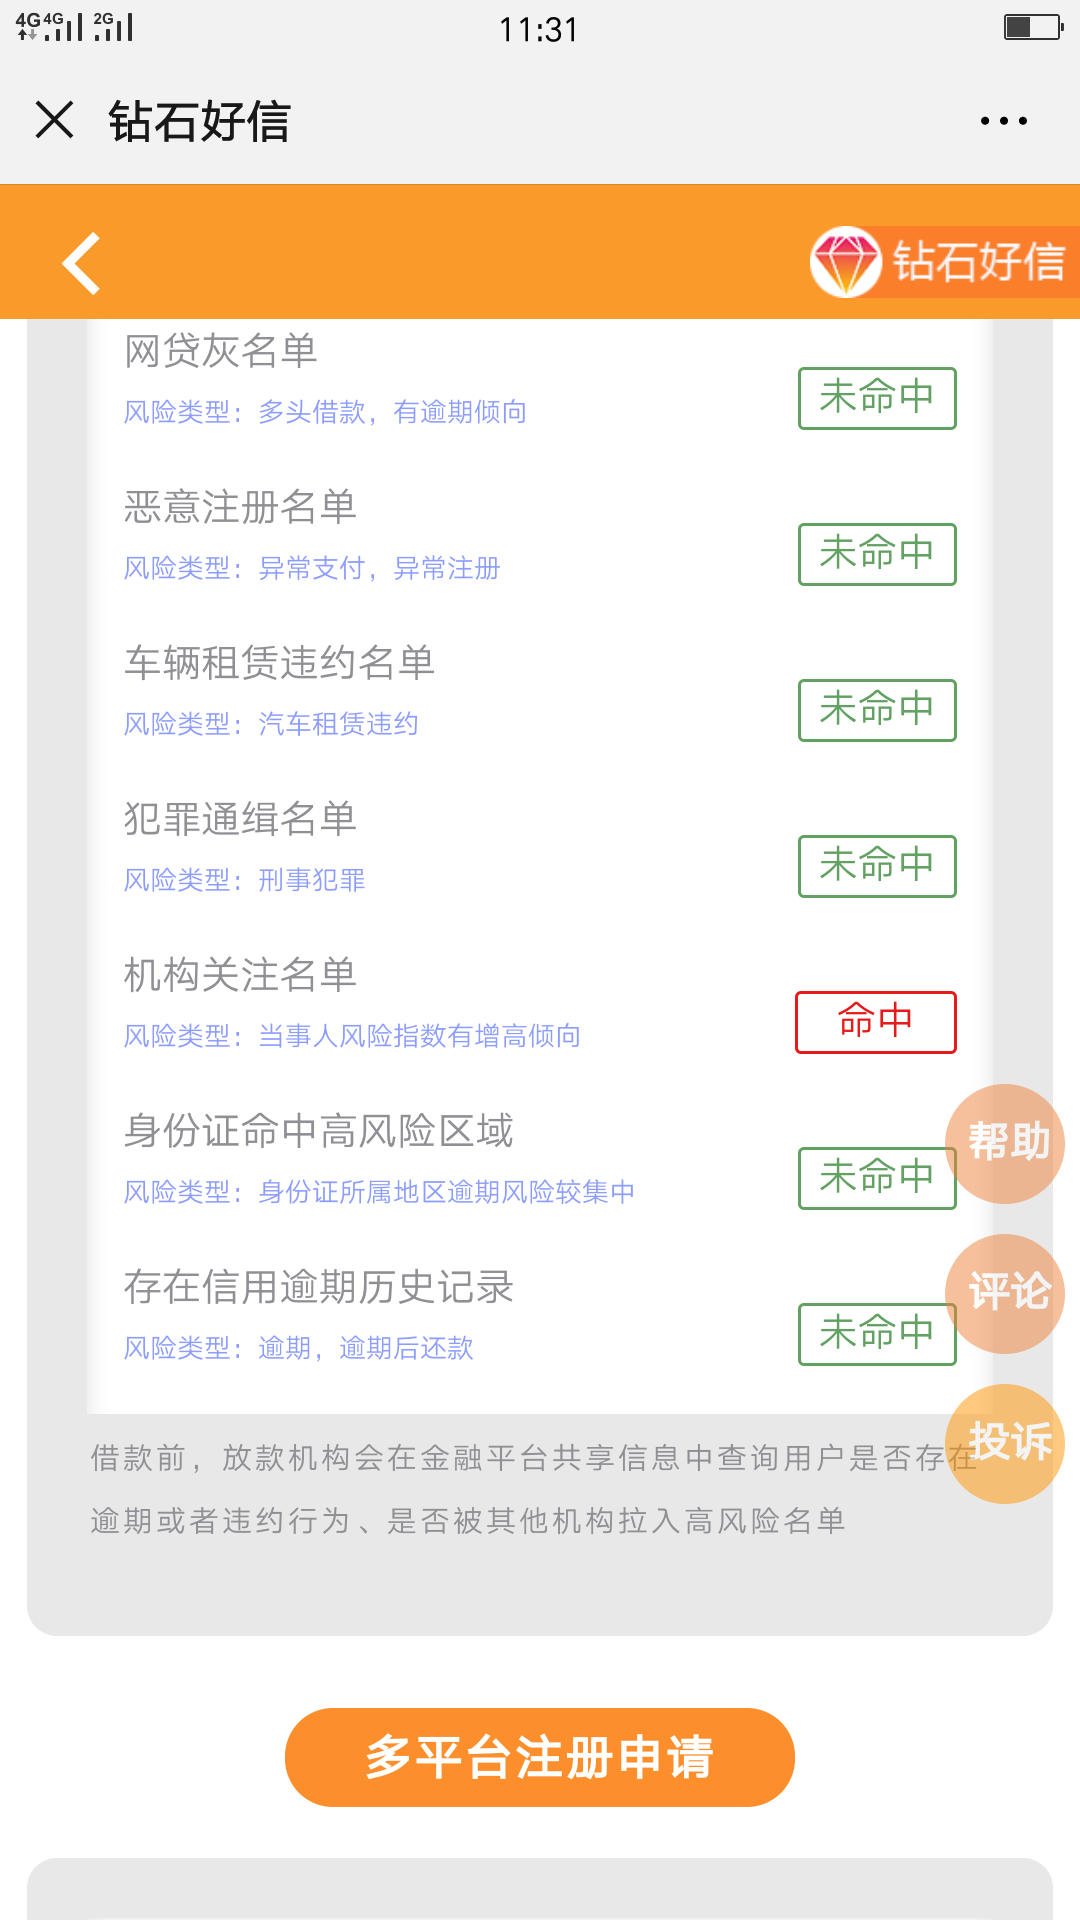 4G 4G 2G 11:31
钻石好信
钻石好信
网贷灰名单
风险类型：多头借款，有逾期倾向
未命中
恶意注册名单
风险类型：异常支付，异常注册
未命中
车辆租赁违约名单
风险类型：汽车租赁违约
未命中
犯罪通缉名单
风险类型：刑事犯罪
未命中
机构关注名单
风险类型：当事人风险指数有增高倾向
命中
身份证命中高风险区域
风险类型：身份证所属地区逾期风险较集中
未命中
帮助
存在信用逾期历史记录
风险类型：逾期，逾期后还款
未命中
评论
投诉
借款前，放款机构会在金融平台共享信息中查询用户是否存在
逾期或者违约行为、是否被其他机构拉入高风险名单
多平台注册申请